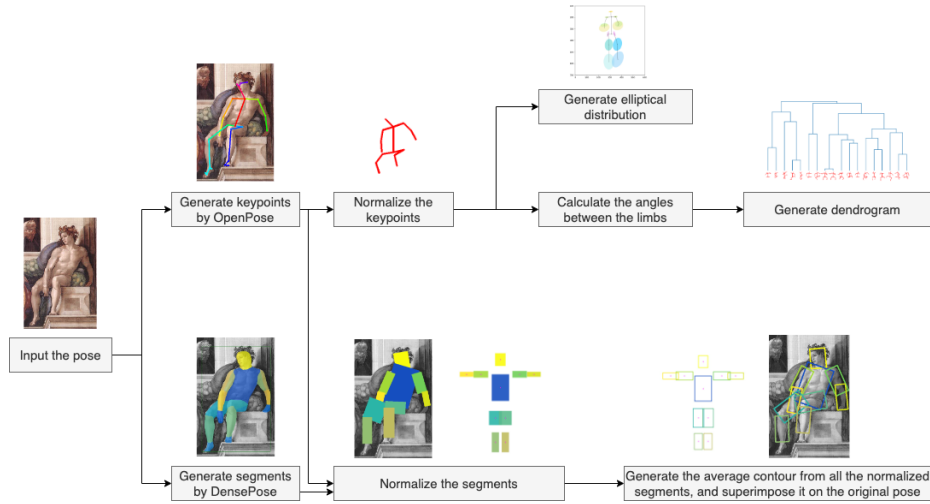 Generate elliptical
distribution
Generate keypoints
by OpenPose
Normalize the
keypoints
Calculate the angles
between the limbs
Generate dendrogram
Input the pose
Generate segments
by DensePose
Normalize the segments
Generate the average contour from all the normalized
segments, and superimpose it on the original pose